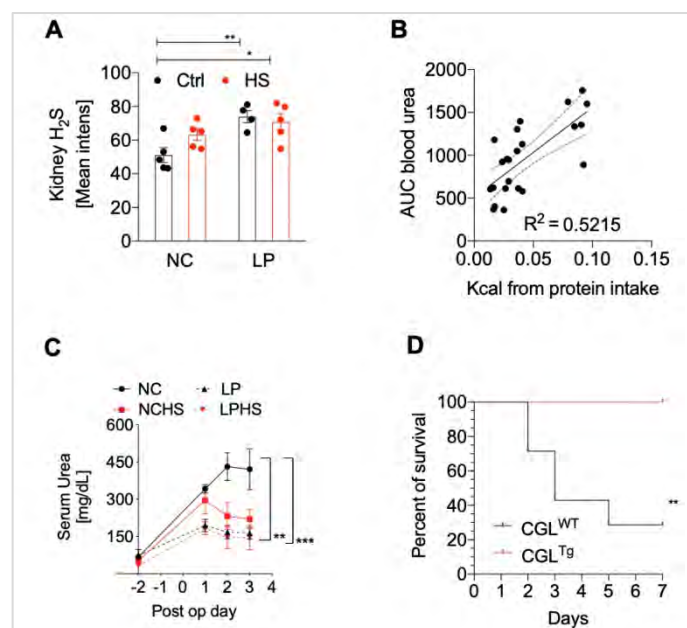 A
**
*
Ctrl HS
Kidney H₂S
[Mean intens]
100
80
60
40
20
0
NC LP
B
AUC blood urea
2000
1500
1000
500
0
R² = 0.5215
0.00 0.05 0.10 0.15
Kcal from protein intake
C
NC LP
NCHS LPHS
Serum Urea
[mg/dL]
600
450
300
150
** ***
-2 -1 0 1 2 3 4
Post op day
D
Percent of survival
100
80
60
40
20
0
**
CGL^WT
CGL^Tg
0 1 2 3 4 5 6 7
Days